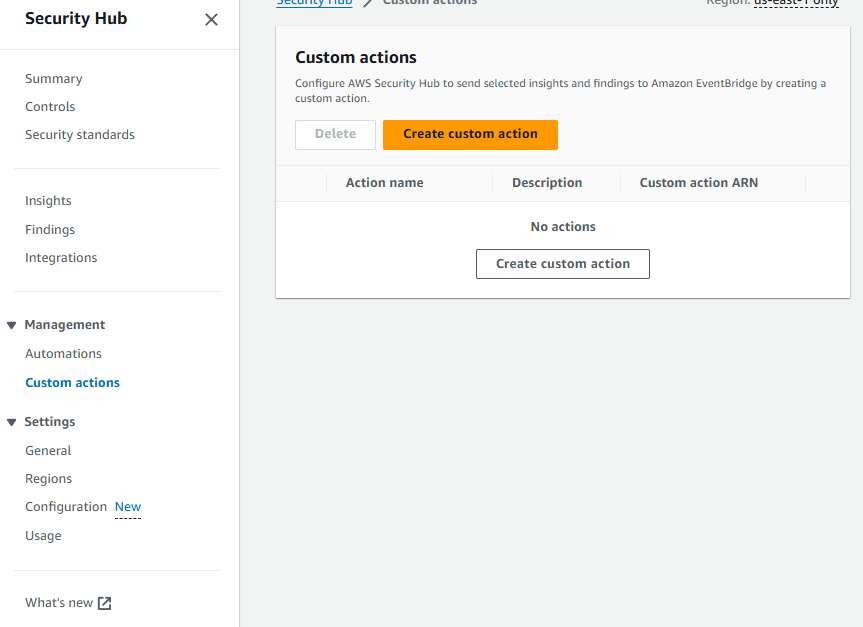 Security Hub
Summary
Controls
Security standards
Insights
Findings
Integrations
Management
Automations
Custom actions
Settings
General
Regions
Configuration New
Usage
What's new
Security Hub Custom actions
Region: us-east-1 only
Custom actions
Configure AWS Security Hub to send selected insights and findings to Amazon EventBridge by creating a
custom action.
Delete Create custom action
Action name Description Custom action ARN
No actions
Create custom action